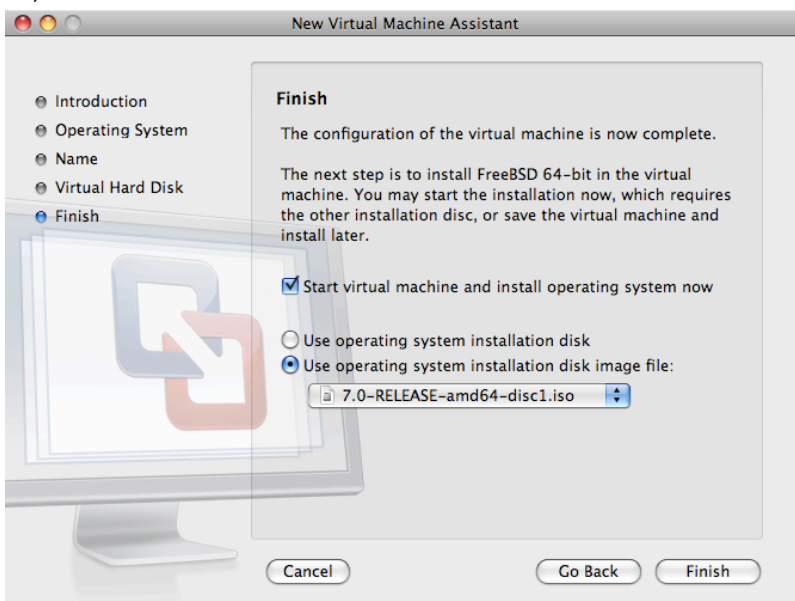 New Virtual Machine Assistant
Introduction
Operating System
Name
Virtual Hard Disk
Finish
Finish
The configuration of the virtual machine is now complete.
The next step is to install FreeBSD 64-bit in the virtual
machine. You may start the installation now, which requires
the other installation disc, or save the virtual machine and
install later.
Start virtual machine and install operating system now
Use operating system installation disk
Use operating system installation disk image file:
7.0-RELEASE-amd64-disc1.iso
Cancel
Go Back
Finish